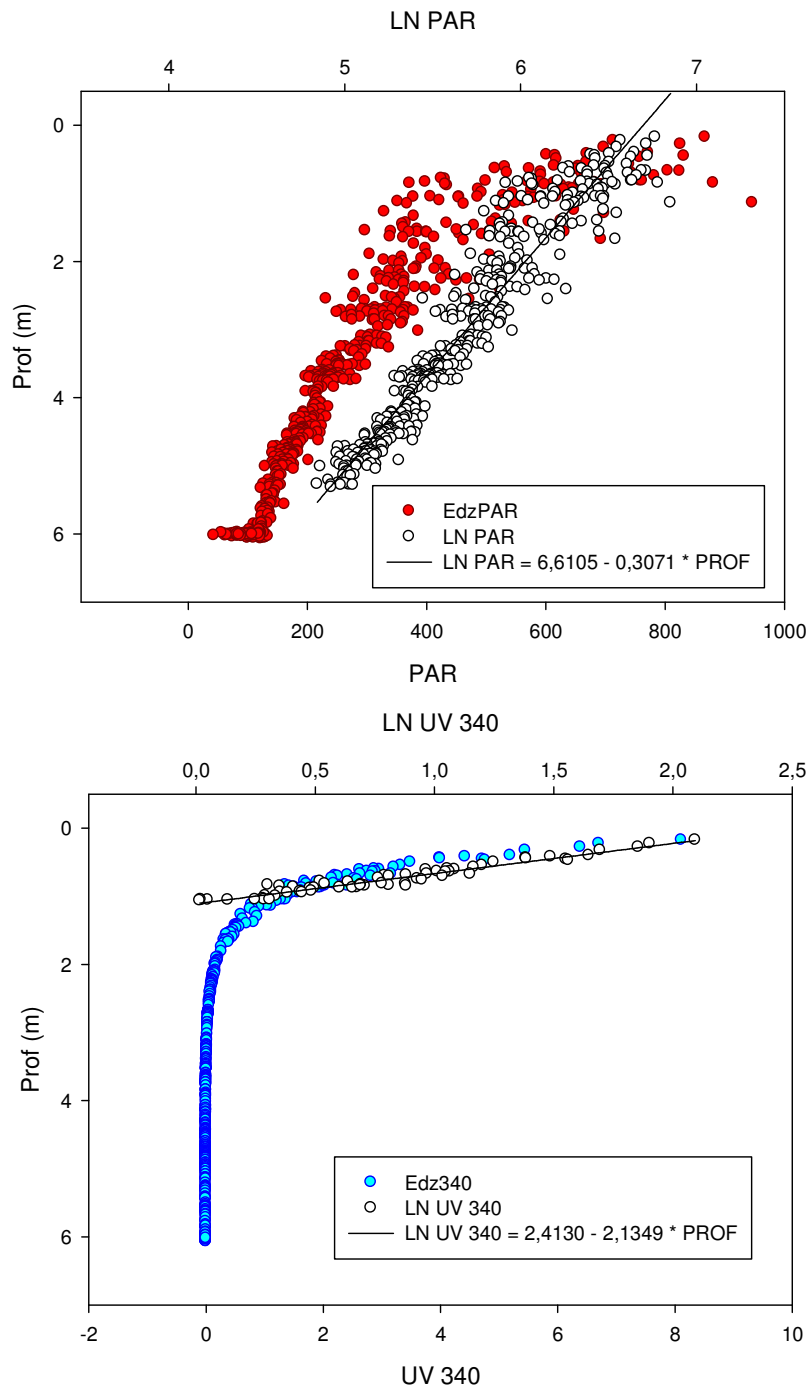 LN PAR
4 5 6 7
0
2
4
6
Prof (m)
EdzPAR
LN PAR
LN PAR = 6,6105 - 0,3071 * PROF
0 200 400 600 800 1000
PAR
LN UV 340
0,0 0,5 1,0 1,5 2,0 2,5
0
2
4
6
Prof (m)
Edz340
LN UV 340
LN UV 340 = 2,4130 - 2,1349 * PROF
-2 0 2 4 6 8 10
UV 340